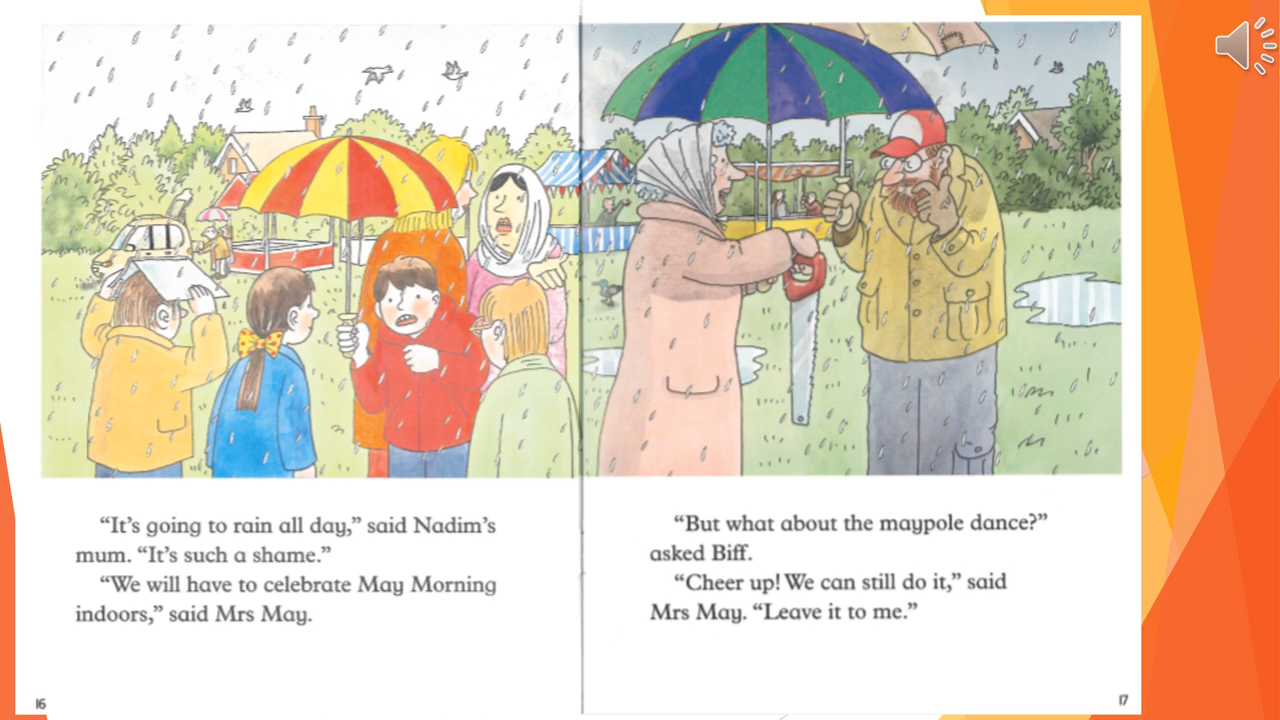 “It’s going to rain all day,” said Nadim’s
mum. “It’s such a shame.”
“We will have to celebrate May Morning
indoors,” said Mrs May.
16
“But what about the maypole dance?”
asked Biff.
“Cheer up! We can still do it,” said
Mrs May. “Leave it to me.”
17